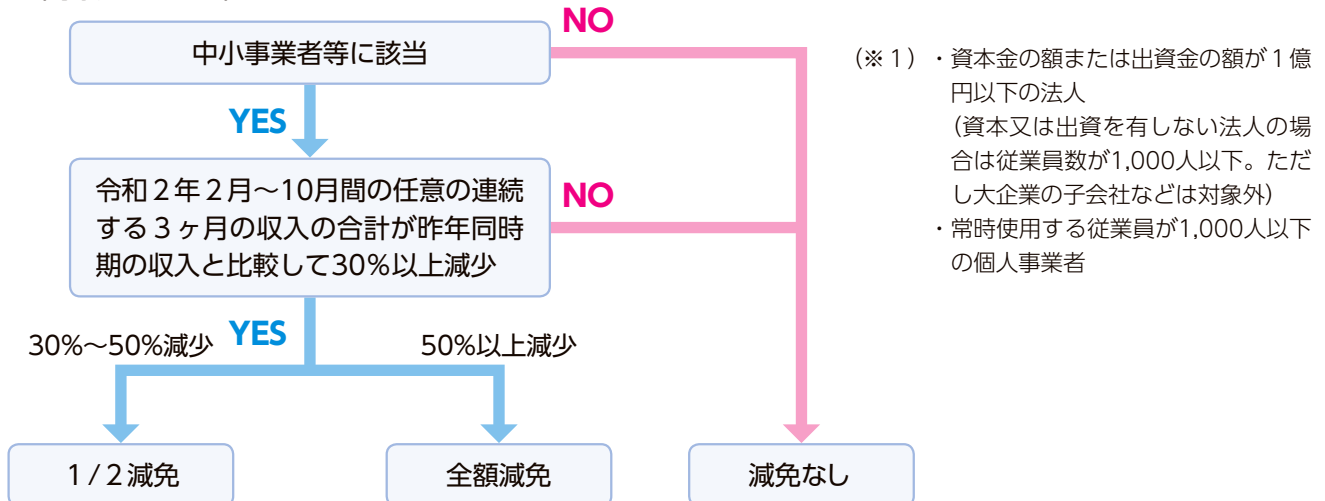 中小事業者等に該当
NO
YES
令和２年２月～10月間の任意の連続
する３ヶ月の収入の合計が昨年同時
期の収入と比較して30％以上減少
NO
30％～50％減少
YES
50％以上減少
１/２減免
全額減免
減免なし
（※１）・資本金の額または出資金の額が１億
円以下の法人
（資本又は出資を有しない法人の場
合は従業員数が1,000人以下。ただ
し大企業の子会社などは対象外）
・常時使用する従業員が1,000人以下
の個人事業者